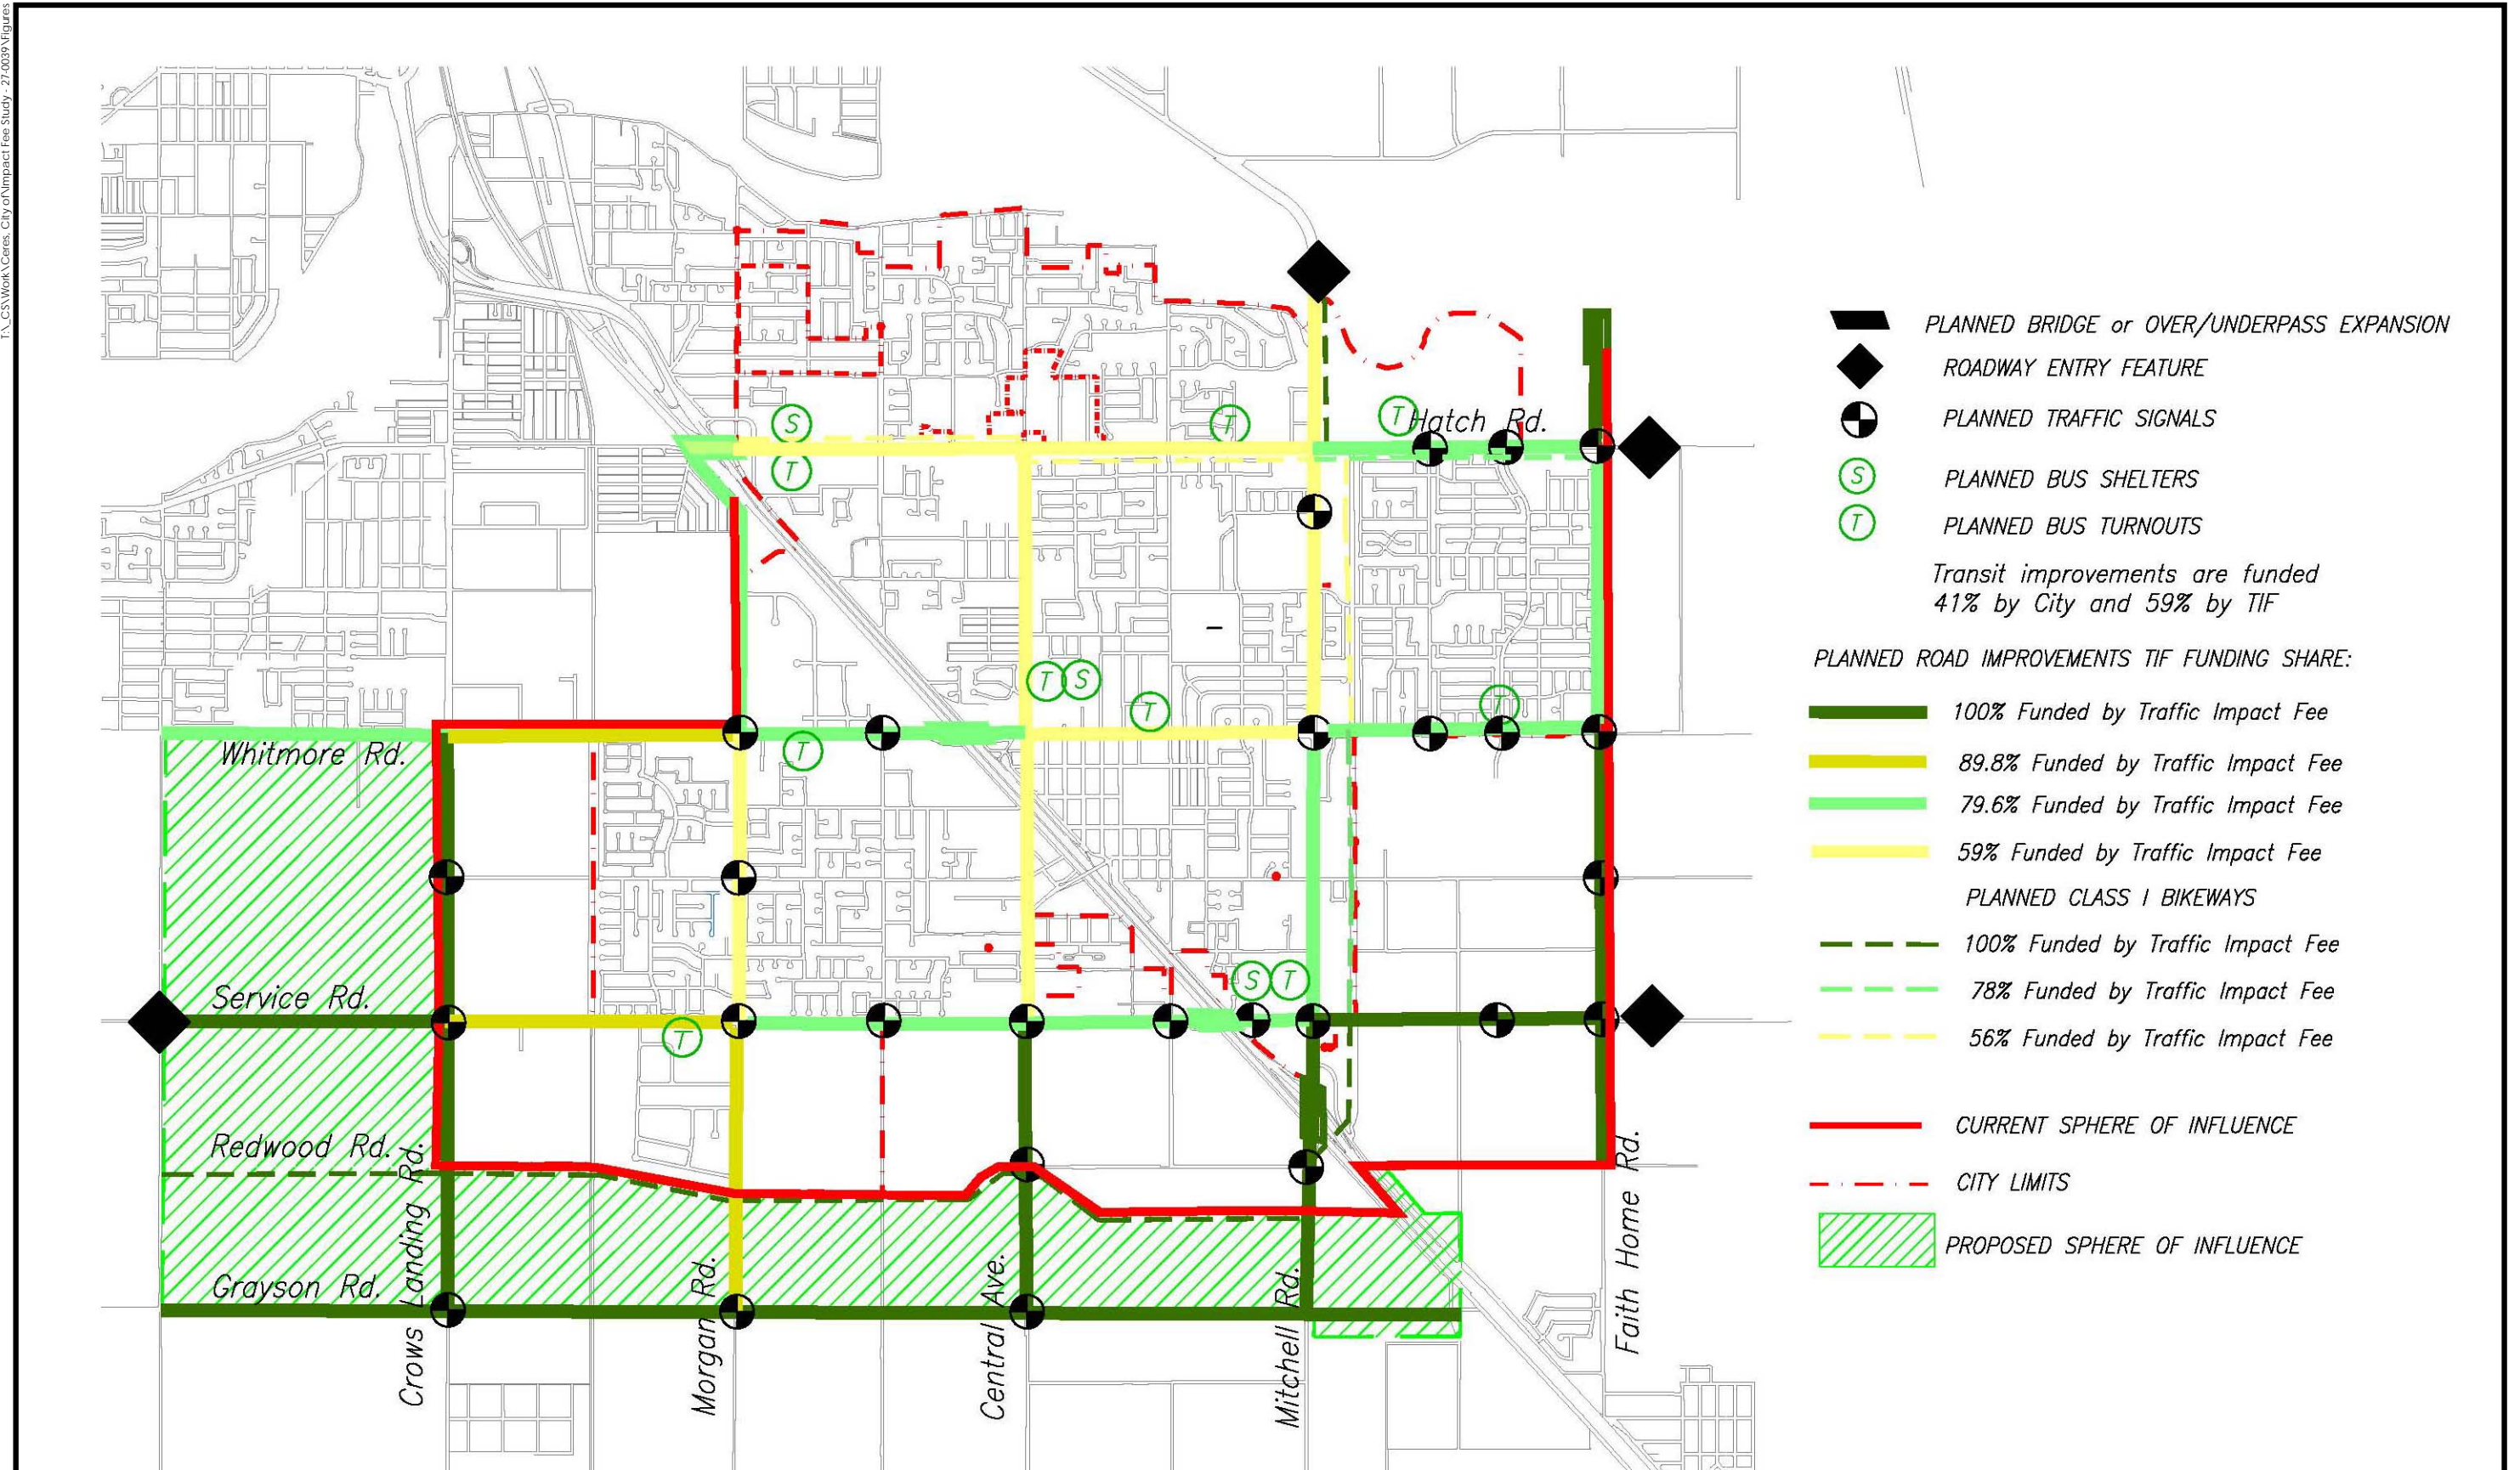 T:\_CS\Work\Ceres, City of\Impact Fee Study - 27-0039\Figures
Hatch Rd.
S
T
T
T
T
S
T
T
T
Whitmore Rd.
Service Rd.
S
T
T
Redwood Rd.
Grayson Rd.
Crows Landing Rd.
Morgan Rd.
Central Ave.
Mitchell Rd.
Faith Home Rd.
PLANNED BRIDGE or OVER/UNDERPASS EXPANSION
ROADWAY ENTRY FEATURE
PLANNED TRAFFIC SIGNALS
S PLANNED BUS SHELTERS
T PLANNED BUS TURNOUTS
Transit improvements are funded
41% by City and 59% by TIF
PLANNED ROAD IMPROVEMENTS TIF FUNDING SHARE:
100% Funded by Traffic Impact Fee
89.8% Funded by Traffic Impact Fee
79.6% Funded by Traffic Impact Fee
59% Funded by Traffic Impact Fee
PLANNED CLASS I BIKEWAYS
100% Funded by Traffic Impact Fee
78% Funded by Traffic Impact Fee
56% Funded by Traffic Impact Fee
CURRENT SPHERE OF INFLUENCE
CITY LIMITS
PROPOSED SPHERE OF INFLUENCE